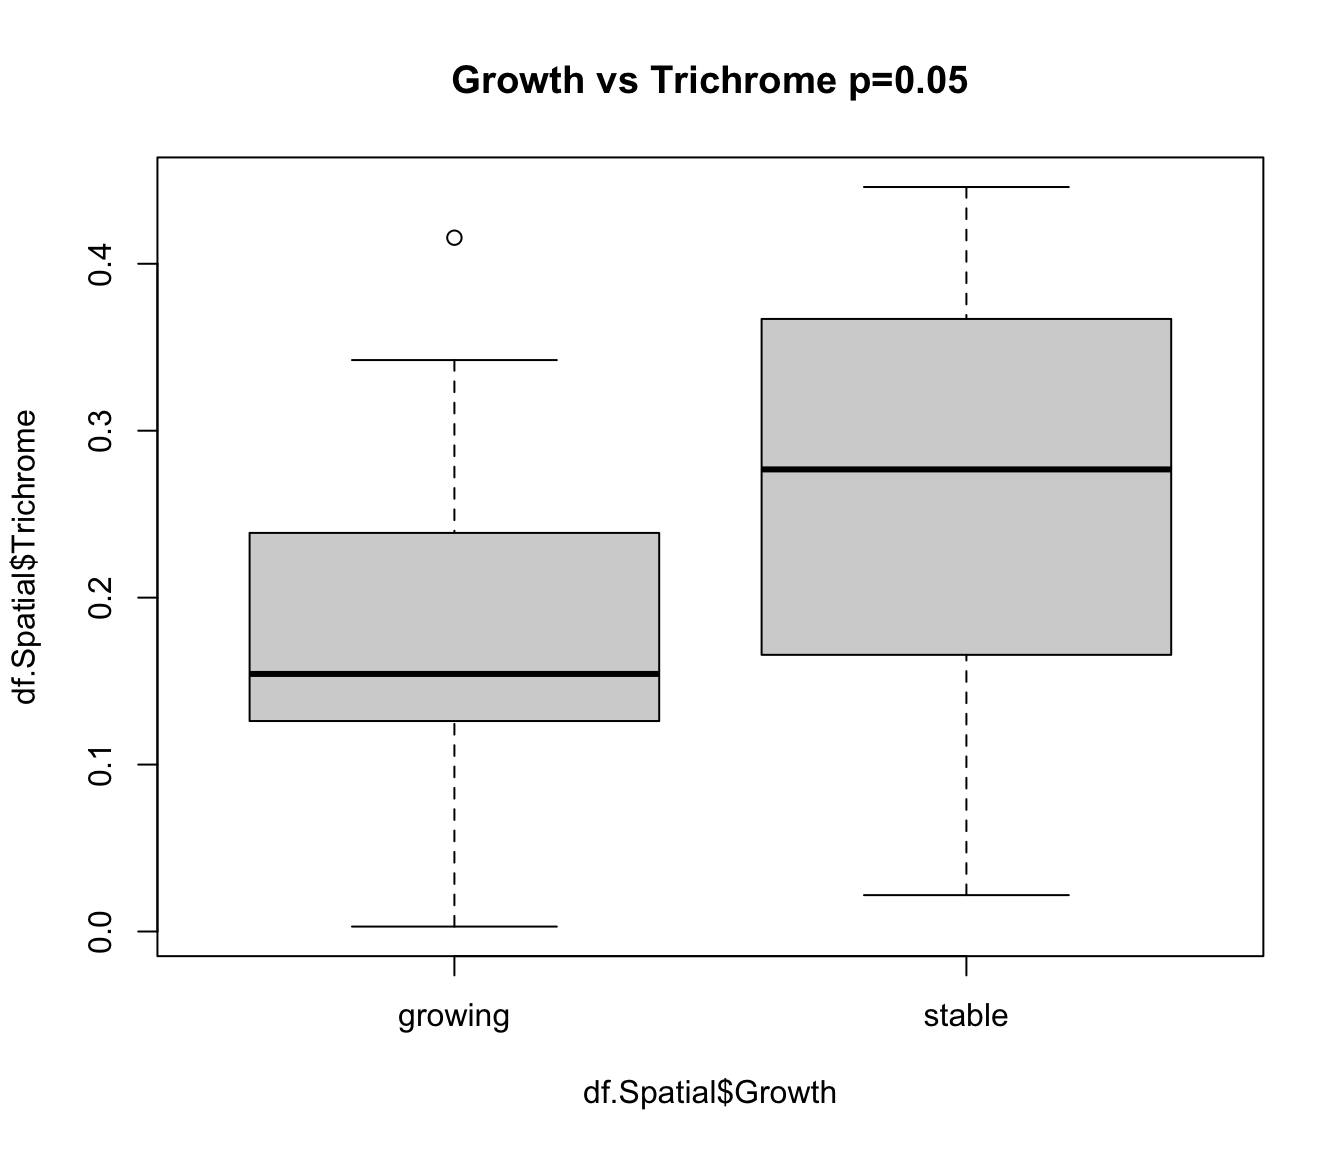 Growth vs Trichrome p=0.05
df.Spatial$Trichrome
0.4
0.3
0.2
0.1
0.0
growing
stable
df.Spatial$Growth